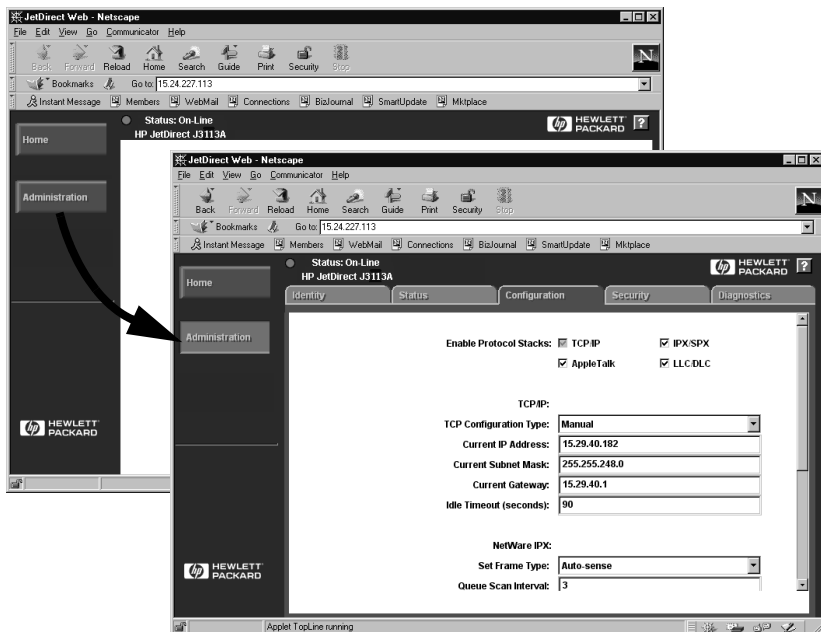 JetDirect Web - Netscape
File Edit View Go Communicator Help
Back Forward Reload Home Search Guide Print Security Stop
N
Bookmarks Go to: 15.24.227.113
Instant Message Members WebMail Connections BizJournal SmartUpdate Mktplace
Status: On-Line
HP JetDirect J3113A
hp HEWLETT PACKARD ?
Home
Administration
hp HEWLETT PACKARD
JetDirect Web - Netscape
File Edit View Go Communicator Help
Back Forward Reload Home Search Guide Print Security Stop
N
Bookmarks Go to: 15.24.227.113
Instant Message Members WebMail Connections BizJournal SmartUpdate Mktplace
Status: On-Line
HP JetDirect J3113A
hp HEWLETT PACKARD ?
Home
Administration
Identity Status Configuration Security Diagnostics
Enable Protocol Stacks: TCP/IP IPX/SPX
AppleTalk LLC/DLC
TCP/IP:
TCP Configuration Type: Manual
Current IP Address: 15.29.40.182
Current Subnet Mask: 255.255.248.0
Current Gateway: 15.29.40.1
Idle Timeout (seconds): 90
NetWare IPX:
Set Frame Type: Auto-sense
Queue Scan Interval: 3
hp HEWLETT PACKARD
Applet TopLine running